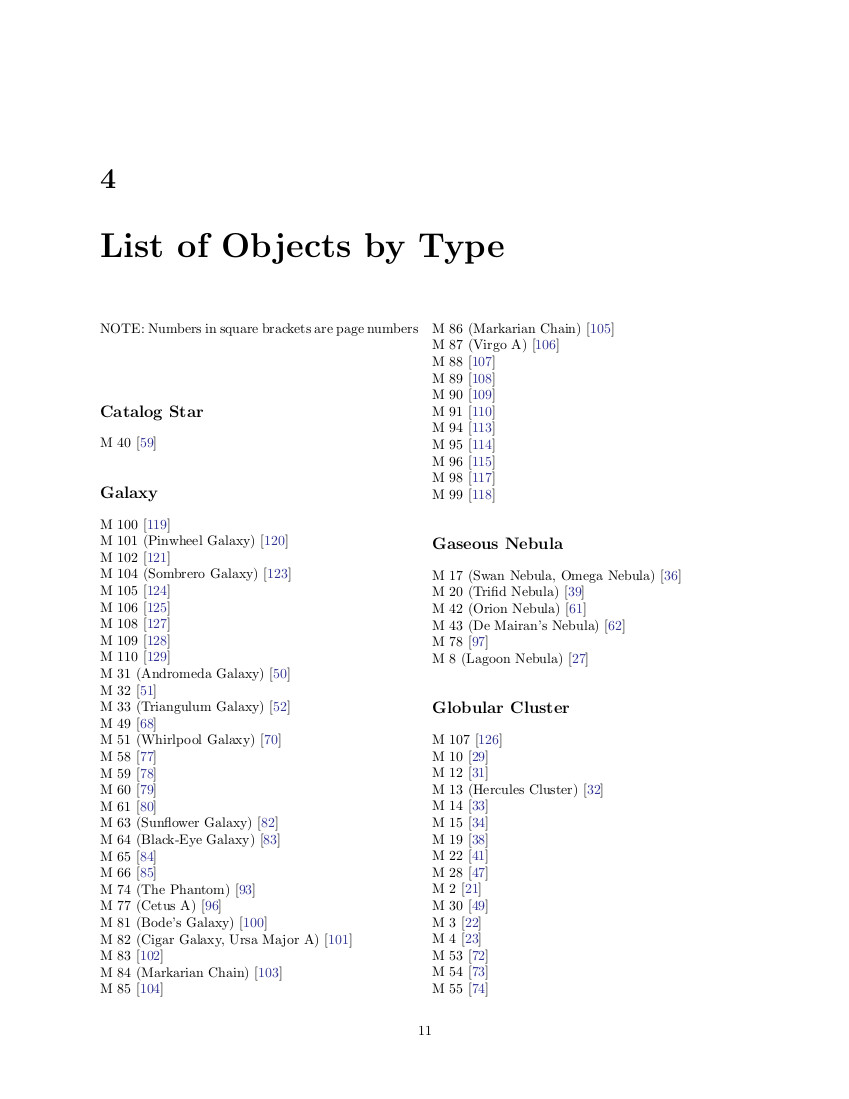 4
List of Objects by Type
NOTE: Numbers in square brackets are page numbers
Catalog Star
M 40 [59]
Galaxy
M 100 [119]
M 101 (Pinwheel Galaxy) [120]
M 102 [121]
M 104 (Sombrero Galaxy) [123]
M 105 [124]
M 106 [125]
M 108 [127]
M 109 [128]
M 110 [129]
M 31 (Andromeda Galaxy) [50]
M 32 [51]
M 33 (Triangulum Galaxy) [52]
M 49 [68]
M 51 (Whirlpool Galaxy) [70]
M 58 [77]
M 59 [78]
M 60 [79]
M 61 [80]
M 63 (Sunflower Galaxy) [82]
M 64 (Black-Eye Galaxy) [83]
M 65 [84]
M 66 [85]
M 74 (The Phantom) [93]
M 77 (Cetus A) [96]
M 81 (Bode's Galaxy) [100]
M 82 (Cigar Galaxy, Ursa Major A) [101]
M 83 [102]
M 84 (Markarian Chain) [103]
M 85 [104]
M 86 (Markarian Chain) [105]
M 87 (Virgo A) [106]
M 88 [107]
M 89 [108]
M 90 [109]
M 91 [110]
M 94 [113]
M 95 [114]
M 96 [115]
M 98 [117]
M 99 [118]
Gaseous Nebula
M 17 (Swan Nebula, Omega Nebula) [36]
M 20 (Trifid Nebula) [39]
M 42 (Orion Nebula) [61]
M 43 (De Mairan's Nebula) [62]
M 78 [97]
M 8 (Lagoon Nebula) [27]
Globular Cluster
M 107 [126]
M 10 [29]
M 12 [31]
M 13 (Hercules Cluster) [32]
M 14 [33]
M 15 [34]
M 19 [38]
M 22 [41]
M 28 [47]
M 2 [21]
M 30 [49]
M 3 [22]
M 4 [23]
M 53 [72]
M 54 [73]
M 55 [74]
11